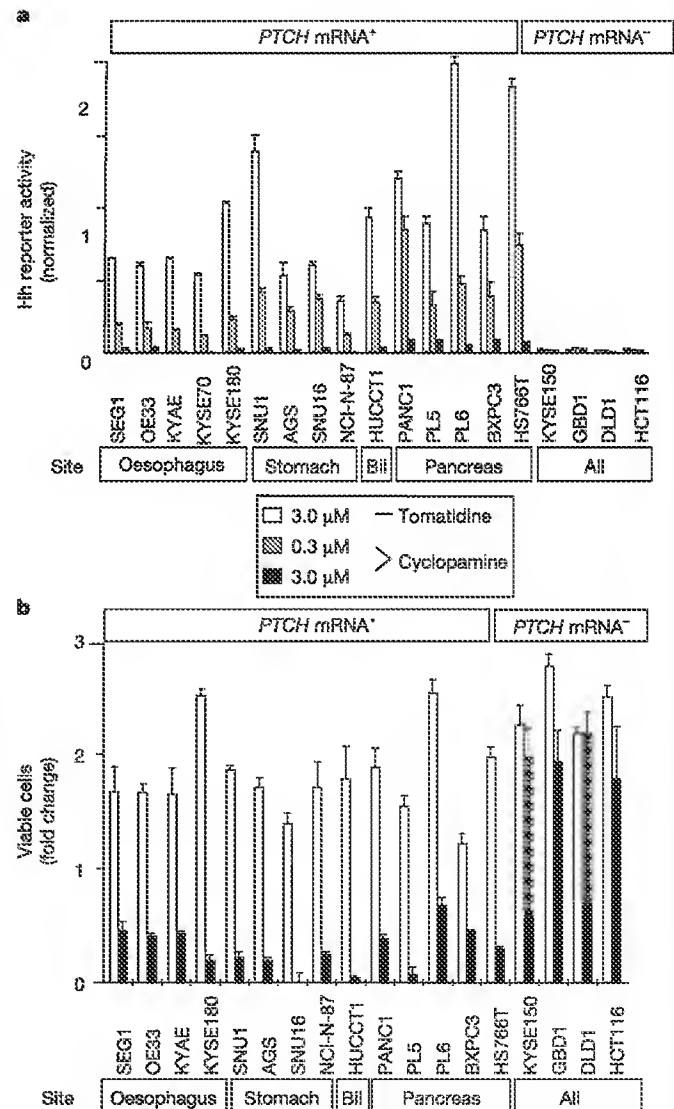 a
PTCH mRNA+ PTCH mRNA−
Hh reporter activity
(normalized)
2
1
0
SEG1
OE33
KYAE
KYSE70
KYSE180
SNU1
AGS
SNU16
NCI-N-87
HUCCT1
PANC1
PL5
PL6
BXPC3
HS766T
KYSE150
GBD1
DLD1
HCT116
Site Oesophagus Stomach Bil Pancreas All
3.0 μM — Tomatidine
0.3 μM
> Cyclopamine
3.0 μM
b
PTCH mRNA+ PTCH mRNA−
Viable cells
(fold change)
3
2
1
0
SEG1
OE33
KYAE
KYSE180
SNU1
AGS
SNU16
NCI-N-87
HUCCT1
PANC1
PL5
PL6
BXPC3
HS766T
KYSE150
GBD1
DLD1
HCT116
Site Oesophagus Stomach Bil Pancreas All